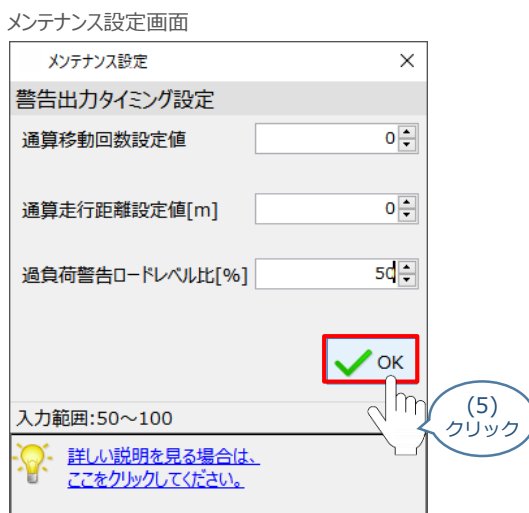 メンテナンス設定画面
メンテナンス設定
警告出力タイミング設定
通算移動回数設定値 0
通算走行距離設定値[m] 0
過負荷警告ロードレベル比[%] 50
OK
(5)
クリック
入力範囲:50～100
詳しい説明を見る場合は、
ここをクリックしてください。